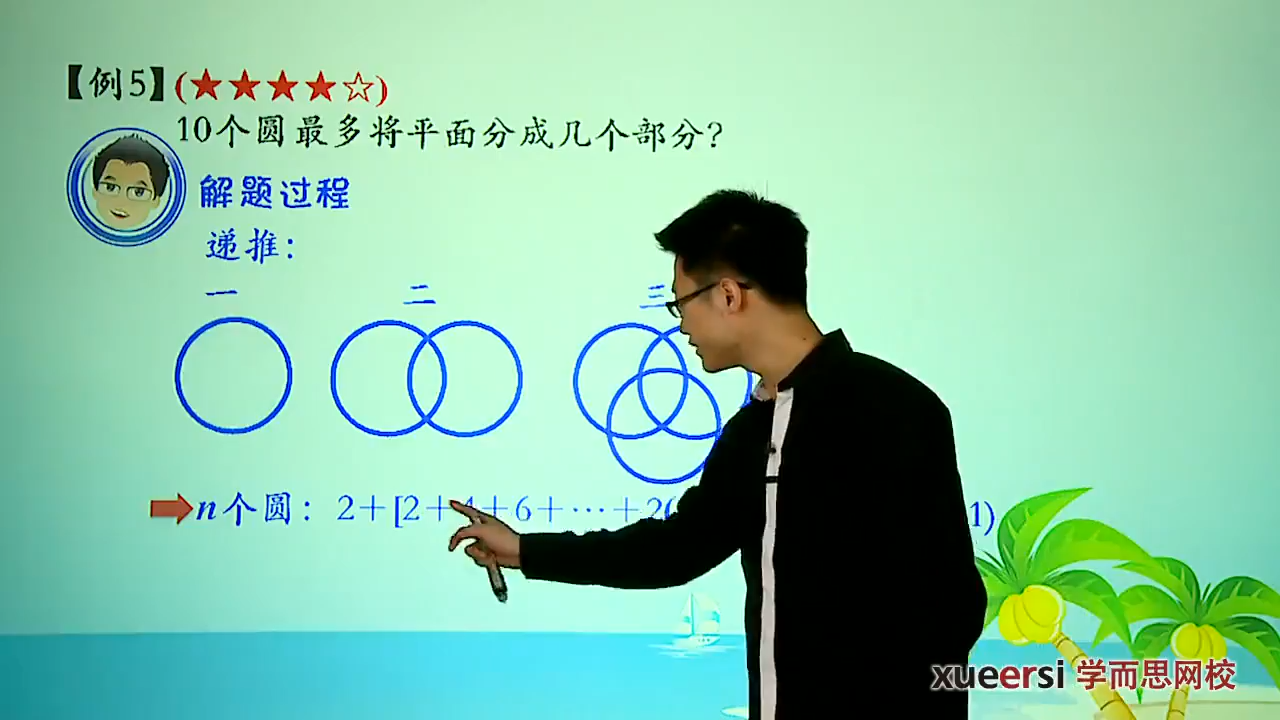 【例5】(★★★★☆)
10个圆最多将平面分成几个部分?
解题过程
递推:
一 二 三
n个圆: 2+[2+4+6+…+2( 1)
xueersi 学而思网校